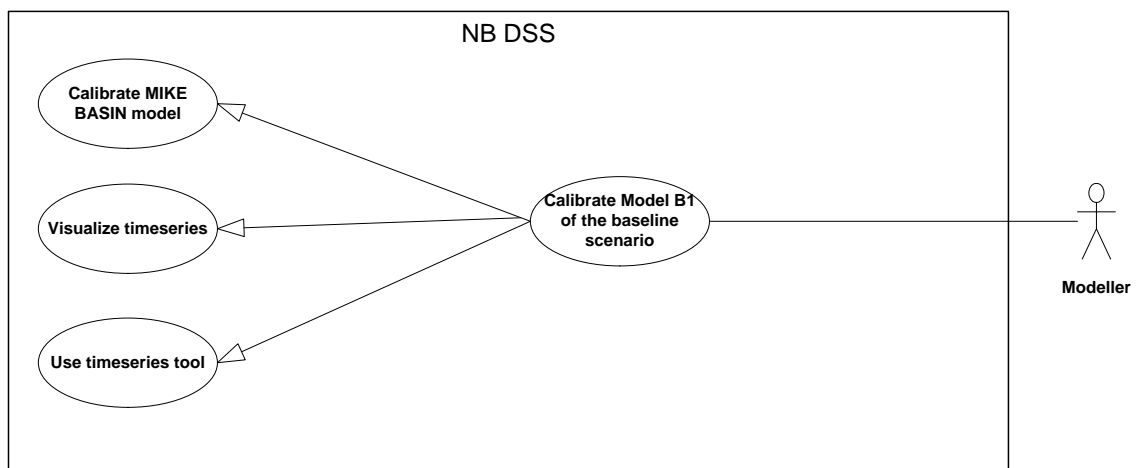 NB DSS
Calibrate MIKE
BASIN model
Visualize timeseries
Use timeseries tool
Calibrate Model B1
of the baseline
scenario
Modeller